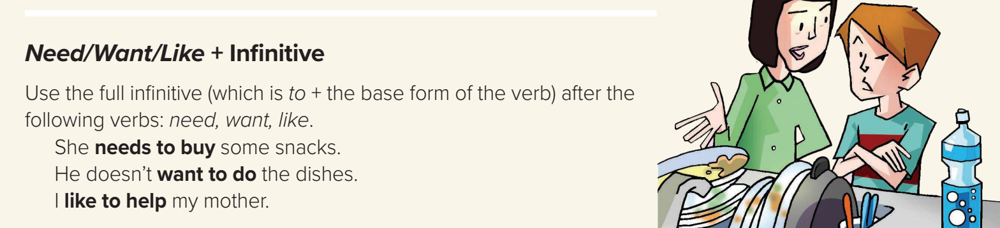 Need/Want/Like + Infinitive
Use the full infinitive (which is to + the base form of the verb) after the
following verbs: need, want, like.
She needs to buy some snacks.
He doesn't want to do the dishes.
I like to help my mother.